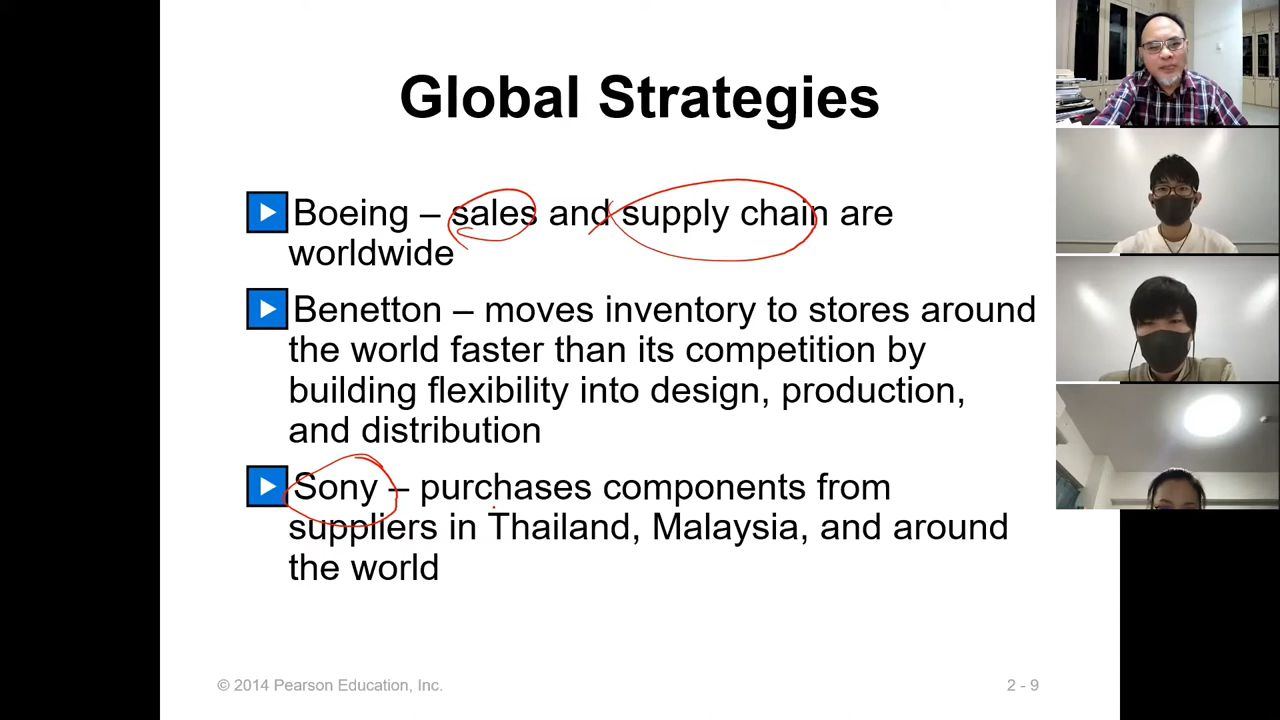 Global Strategies
Boeing – sales and supply chain are
worldwide
Benetton – moves inventory to stores around
the world faster than its competition by
building flexibility into design, production,
and distribution
Sony – purchases components from
suppliers in Thailand, Malaysia, and around
the world
© 2014 Pearson Education, Inc.
2 - 9